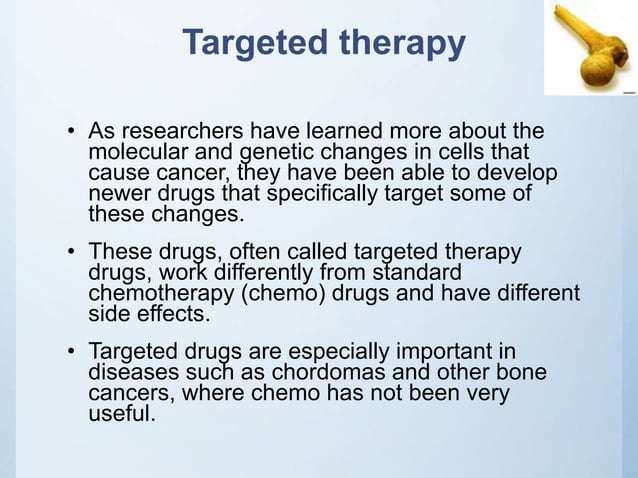 Targeted therapy
• As researchers have learned more about the
molecular and genetic changes in cells that
cause cancer, they have been able to develop
newer drugs that specifically target some of
these changes.
• These drugs, often called targeted therapy
drugs, work differently from standard
chemotherapy (chemo) drugs and have different
side effects.
• Targeted drugs are especially important in
diseases such as chordomas and other bone
cancers, where chemo has not been very
useful.